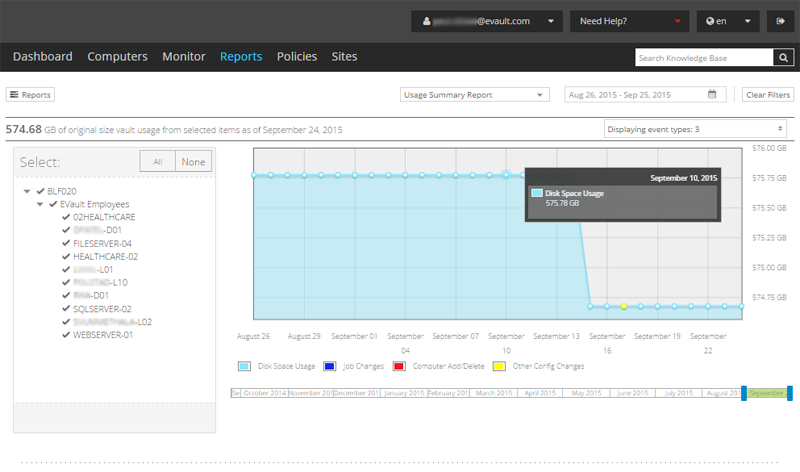 @evault.com
Need Help?
en
Dashboard Computers Monitor Reports Policies Sites
Search Knowledge Base
Reports
Usage Summary Report
Aug 26, 2015 - Sep 25, 2015
Clear Filters
574.68 GB of original size vault usage from selected items as of September 24, 2015
Displaying event types: 3
Select:
All
None
BLF020
EVault Employees
02HEALTHCARE
-D01
FILESERVER-04
HEALTHCARE-02
-L01
-L10
-D01
SQLSERVER-02
-L02
WEBSERVER-01
576.00 GB
575.75 GB
575.50 GB
575.25 GB
575.00 GB
574.75 GB
September 10, 2015
Disk Space Usage
575.78 GB
August 26
August 29
September 01
September 04
September 07
September 10
September 13
September 16
September 19
September 22
Disk Space Usage
Job Changes
Computer Add/Delete
Other Config Changes
Se October 2014 November 201 December 201 January 2015 February 201 March 2015 April 2015 May 2015 June 2015 July 2015 August 201 September 2